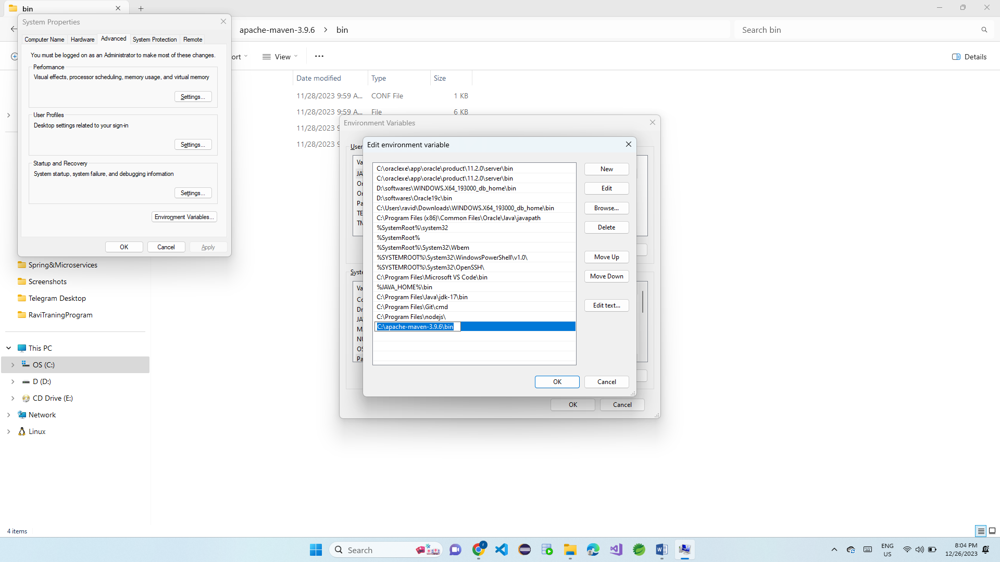 bin
System Properties
Computer Name
Hardware
Advanced
System Protection
Remote
You must be logged on as an Administrator to make most of these changes.
Performance
Visual effects, processor scheduling, memory usage, and virtual memory
Settings...
User Profiles
Desktop settings related to your sign-in
Settings...
Startup and Recovery
System startup, system failure, and debugging information
Settings...
Environment Variables...
OK
Cancel
Apply
apache-maven-3.9.6 > bin
Search bin
ort
View
Details
Date modified
Type
Size
11/28/2023 9:59 A... CONF File 1 KB
11/28/2023 9:59 A... File 6 KB
11/28/2023 9
11/28/2023 9
Spring&Microservices
Screenshots
Telegram Desktop
RaviTraningProgram
This PC
OS (C:)
D (D:)
CD Drive (E:)
Network
Linux
4 items
Environment Variables
User
Va
JA
Or
Or
Pa
TE
TN
Syste
Va
Co
Dr
JA
M
NU
OS
Pa
OK
Cancel
Edit environment variable
C:\oraclexe\app\oracle\product\11.2.0\server\bin
C:\oraclexe\app\oracle\product\11.2.0\server\bin
D:\softwares\WINDOWS.X64_193000_db_home\bin
D:\softwares\Oracle19c\bin
C:\Users\ravid\Downloads\WINDOWS.X64_193000_db_home\bin
C:\Program Files (x86)\Common Files\Oracle\Java\javapath
%SystemRoot%\system32
%SystemRoot%
%SystemRoot%\System32\Wbem
%SYSTEMROOT%\System32\WindowsPowerShell\v1.0\
%SYSTEMROOT%\System32\OpenSSH\
C:\Program Files\Microsoft VS Code\bin
%JAVA_HOME%\bin
C:\Program Files\Java\jdk-17\bin
C:\Program Files\Git\cmd
C:\Program Files\nodejs\
C:\apache-maven-3.9.6\bin
New
Edit
Browse...
Delete
Move Up
Move Down
Edit text...
OK
Cancel
Search
r
ENG
US
8:04 PM
12/26/2023